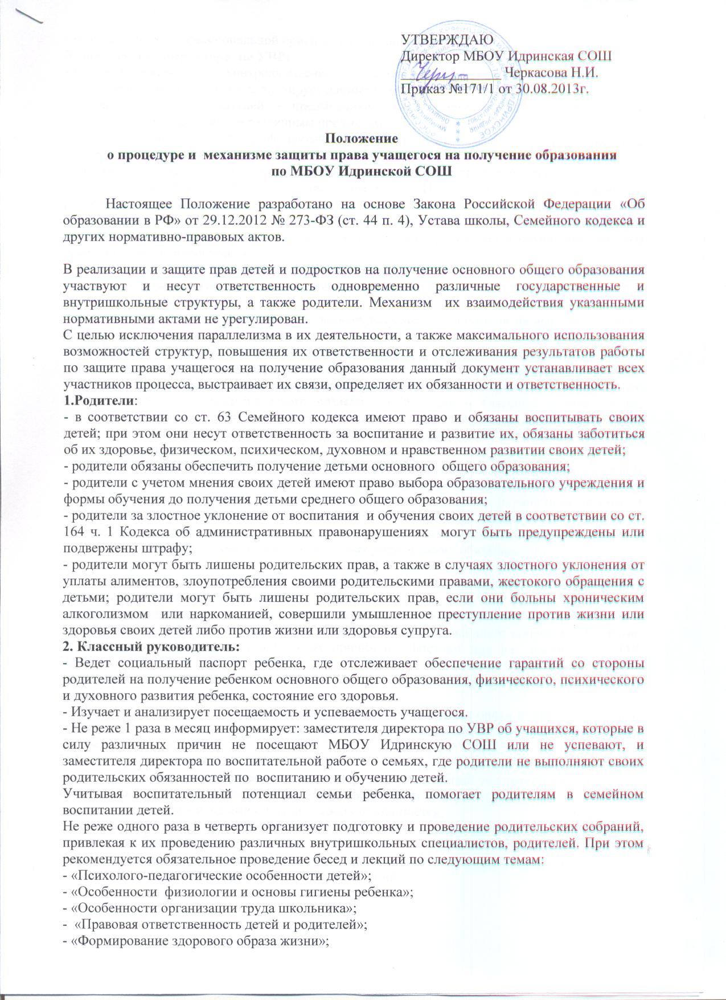 УТВЕРЖДАЮ
Директор МБОУ Идринская СОШ
Черкасова Н.И.
Приказ №171/1 от 30.08.2013г.
Положение
о процедуре и механизме защиты права учащегося на получение образования
по МБОУ Идринской СОШ
Настоящее Положение разработано на основе Закона Российской Федерации «Об
образовании в РФ» от 29.12.2012 № 273-ФЗ (ст. 44 п. 4), Устава школы, Семейного кодекса и
других нормативно-правовых актов.
В реализации и защите прав детей и подростков на получение основного общего образования
участвуют и несут ответственность одновременно различные государственные и
внутришкольные структуры, а также родители. Механизм их взаимодействия указанными
нормативными актами не урегулирован.
С целью исключения параллелизма в их деятельности, а также максимального использования
возможностей структур, повышения их ответственности и отслеживания результатов работы
по защите права учащегося на получение образования данный документ устанавливает всех
участников процесса, выстраивает их связи, определяет их обязанности и ответственность.
1.Родители:
- в соответствии со ст. 63 Семейного кодекса имеют право и обязаны воспитывать своих
детей; при этом они несут ответственность за воспитание и развитие их, обязаны заботиться
об их здоровье, физическом, психическом, духовном и нравственном развитии своих детей;
- родители обязаны обеспечить получение детьми основного общего образования;
- родители с учетом мнения своих детей имеют право выбора образовательного учреждения и
формы обучения до получения детьми среднего общего образования;
- родители за злостное уклонение от воспитания и обучения своих детей в соответствии со ст.
164 ч. 1 Кодекса об административных правонарушениях могут быть предупреждены или
подвержены штрафу;
- родители могут быть лишены родительских прав, а также в случаях злостного уклонения от
уплаты алиментов, злоупотребления своими родительскими правами, жестокого обращения с
детьми; родители могут быть лишены родительских прав, если они больны хроническим
алкоголизмом или наркоманией, совершили умышленное преступление против жизни или
здоровья своих детей либо против жизни или здоровья супруга.
2. Классный руководитель:
- Ведет социальный паспорт ребенка, где отслеживает обеспечение гарантий со стороны
родителей на получение ребенком основного общего образования, физического, психического
и духовного развития ребенка, состояние его здоровья.
- Изучает и анализирует посещаемость и успеваемость учащегося.
- Не реже 1 раза в месяц информирует: заместителя директора по УВР об учащихся, которые в
силу различных причин не посещают МБОУ Идринскую СОШ или не успевают, и
заместителя директора по воспитательной работе о семьях, где родители не выполняют своих
родительских обязанностей по воспитанию и обучению детей.
Учитывая воспитательный потенциал семьи ребенка, помогает родителям в семейном
воспитании детей.
Не реже одного раза в четверть организует подготовку и проведение родительских собраний,
привлекая к их проведению различных внутришкольных специалистов, родителей. При этом
рекомендуется обязательное проведение бесед и лекций по следующим темам:
- «Психолого-педагогические особенности детей»;
- «Особенности физиологии и основы гигиены ребенка»;
- «Особенности организации труда школьника»;
- «Правовая ответственность детей и родителей»;
- «Формирование здорового образа жизни»;